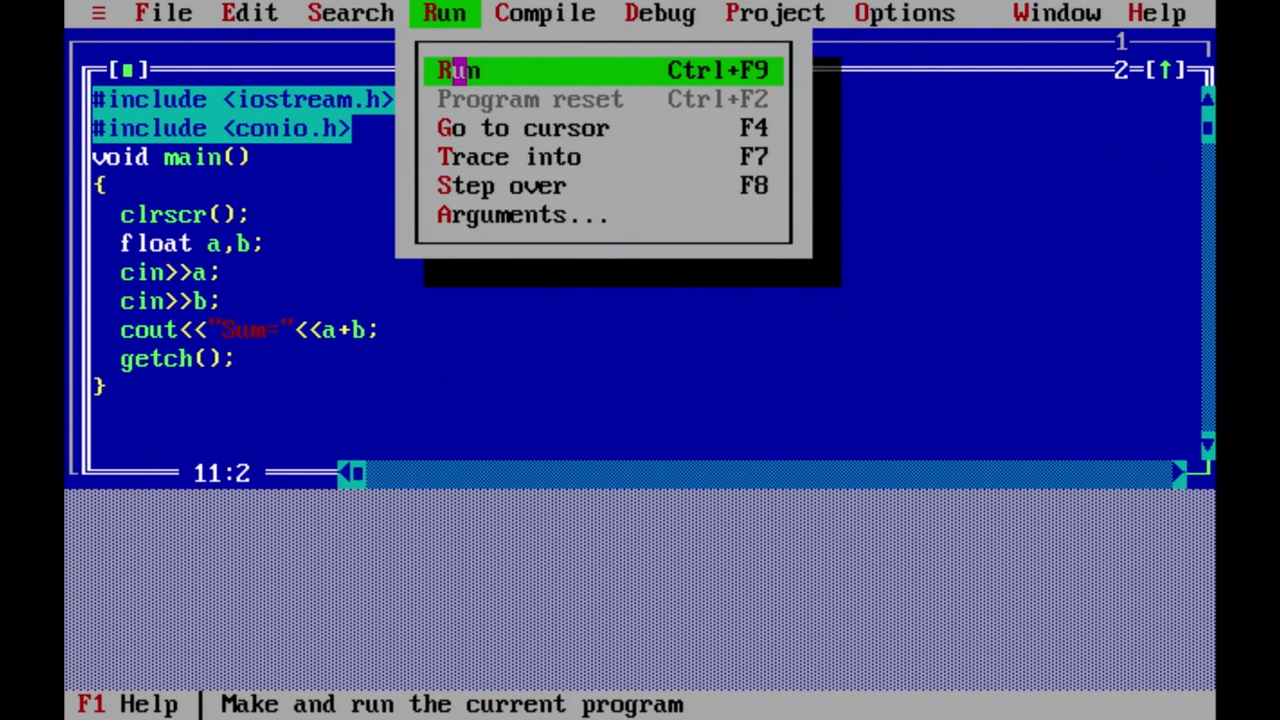 ≡ File Edit Search Run Compile Debug Project Options Window Help
1
[■] 2=[↑]
#include <iostream.h>
#include <conio.h>
void main()
{
clrscr();
float a,b;
cin>>a;
cin>>b;
cout<<"Sum="<<a+b;
getch();
}
11:2
Run Ctrl+F9
Program reset Ctrl+F2
Go to cursor F4
Trace into F7
Step over F8
Arguments...
F1 Help | Make and run the current program